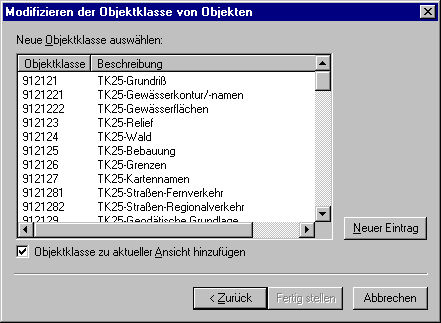 Modifizieren der Objektklasse von Objekten
Neue Objektklasse auswählen:
Objektklasse Beschreibung
912121 TK25-Grundriß
9121221 TK25-Gewässerkontur/-namen
9121222 TK25-Gewässerflächen
912123 TK25-Relief
912124 TK25-Wald
912125 TK25-Bebauung
912126 TK25-Grenzen
912127 TK25-Kartennamen
9121281 TK25-Straßen-Fernverkehr
9121282 TK25-Straßen-Regionalverkehr
912129 TK25-Geodätische Grundlage
Neuer Eintrag
Objektklasse zu aktueller Ansicht hinzufügen
< Zurück Fertig stellen Abbrechen